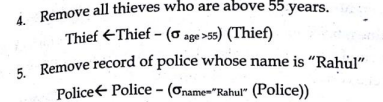 4. Remove all thieves who are above 55 years.
Thief ← Thief – (σ age >55) (Thief)
5. Remove record of police whose name is "Rahul"
Police← Police – (σname="Rahul" (Police))